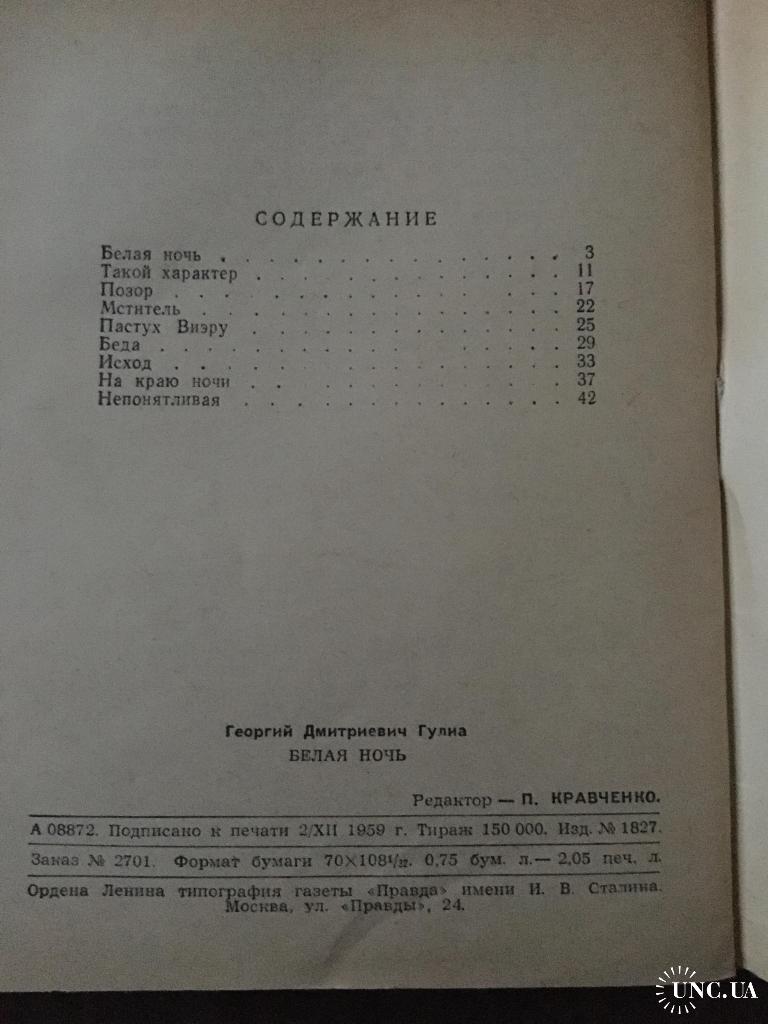 СОДЕРЖАНИЕ
Белая ночь . . . . . . . . . . . . . . 3
Такой характер . . . . . . . . . . . . 11
Позор . . . . . . . . . . . . . . . . 17
Мститель . . . . . . . . . . . . . . . 22
Пастух Виэру . . . . . . . . . . . . . 25
Беда . . . . . . . . . . . . . . . . . 29
Исход . . . . . . . . . . . . . . . . 33
На краю ночи . . . . . . . . . . . . . 37
Непонятливая . . . . . . . . . . . . . 42
Георгий Дмитриевич Гулиа
БЕЛАЯ НОЧЬ
Редактор — П. КРАВЧЕНКО.
А 08872. Подписано к печати 2/XII 1959 г. Тираж 150 000. Изд. № 1827.
Заказ № 2701. Формат бумаги 70×108¹/₃₂. 0,75 бум. л.— 2,05 печ. л.
Ордена Ленина типография газеты «Правда» имени И. В. Сталина.
Москва, ул. «Правды», 24.
UNC.UA